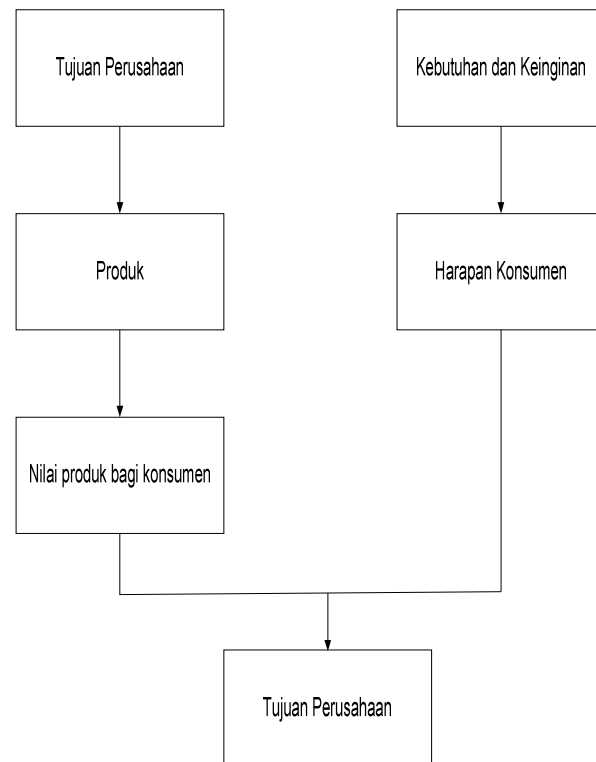 Tujuan Perusahaan
Kebutuhan dan Keinginan
Produk
Harapan Konsumen
Nilai produk bagi konsumen
Tujuan Perusahaan